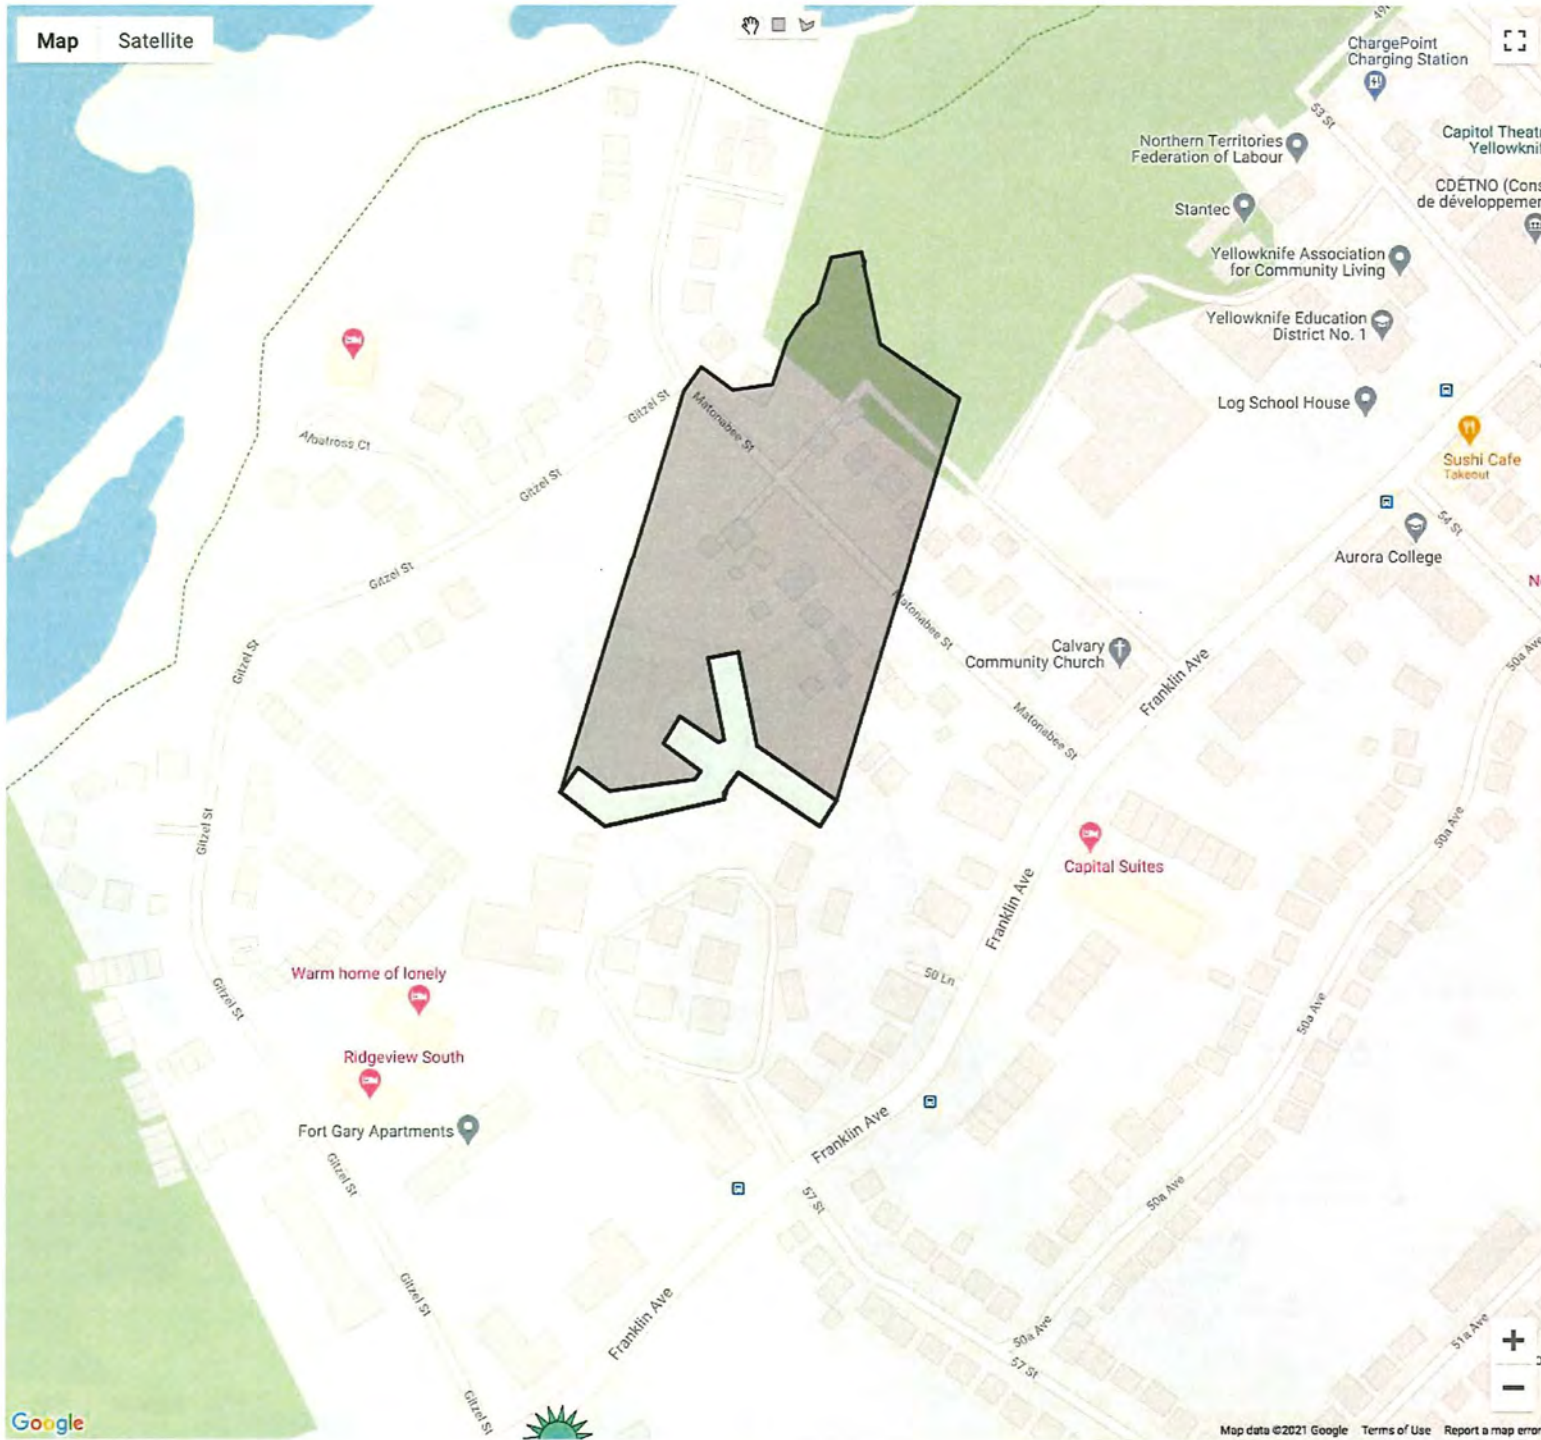 Map Satellite
ChargePoint
Charging Station
53 St
Northern Territories
Federation of Labour
Capitol Theat
Yellowkni
CDÉTNO (Cons
de développemer
Stantec
Yellowknife Association
for Community Living
Yellowknife Education
District No. 1
Log School House
Gitzel St
Matonabee St
Albatross Ct
Gitzel St
Sushi Cafe
Takeout
54 St
Aurora College
Gitzel St
Matonabee St
Gitzel St
Calvary
Community Church
Franklin Ave
50a Ave
Matonabee St
Gitzel St
Capital Suites
50a Ave
Franklin Ave
Warm home of lonely
50 Ln
Gitzel St
50a Ave
Ridgeview South
Fort Gary Apartments
Franklin Ave
Gitzel St
57 St
50a Ave
Gitzel St
Franklin Ave
50a Ave
51a Ave
57 St
Gitzel St
Google
Map data ©2021 Google Terms of Use Report a map error